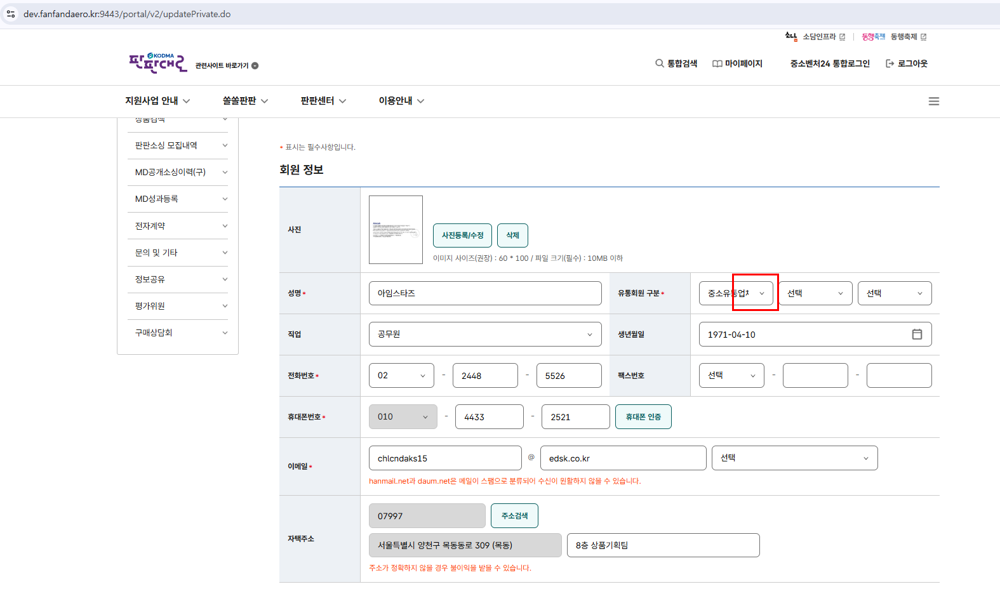 dev.fanfandaero.kr:9443/portal/v2/updatePrivate.do
소담 소담인프라 동행축제 동행축제
KODMA
판판대로 관련사이트 바로가기
통합검색 마이페이지 중소벤처24 통합로그인 로그아웃
지원사업 안내 쏠쏠판판 판판센터 이용안내
상품검색
판판소싱 모집내역
MD공개소싱이력(구)
MD성과등록
전자계약
문의 및 기타
정보공유
평가위원
구매상담회
* 표시는 필수사항입니다.
회원 정보
사진
사진등록/수정 삭제
이미지 사이즈(권장) : 60 * 100 / 파일 크기(필수) : 10MB 이하
성명* 아임스타즈 유통회원 구분* 중소유통업체 선택 선택
직업 공무원 생년월일 1971-04-10
전화번호* 02 - 2448 - 5526 팩스번호 선택 - -
휴대폰번호* 010 - 4433 - 2521 휴대폰 인증
이메일* chlcndaks15 @ edsk.co.kr 선택
hanmail.net과 daum.net은 메일이 스팸으로 분류되어 수신이 원활하지 않을 수 있습니다.
자택주소
07997 주소검색
서울특별시 양천구 목동동로 309 (목동) 8층 상품기획팀
주소가 정확하지 않을 경우 불이익을 받을 수 있습니다.